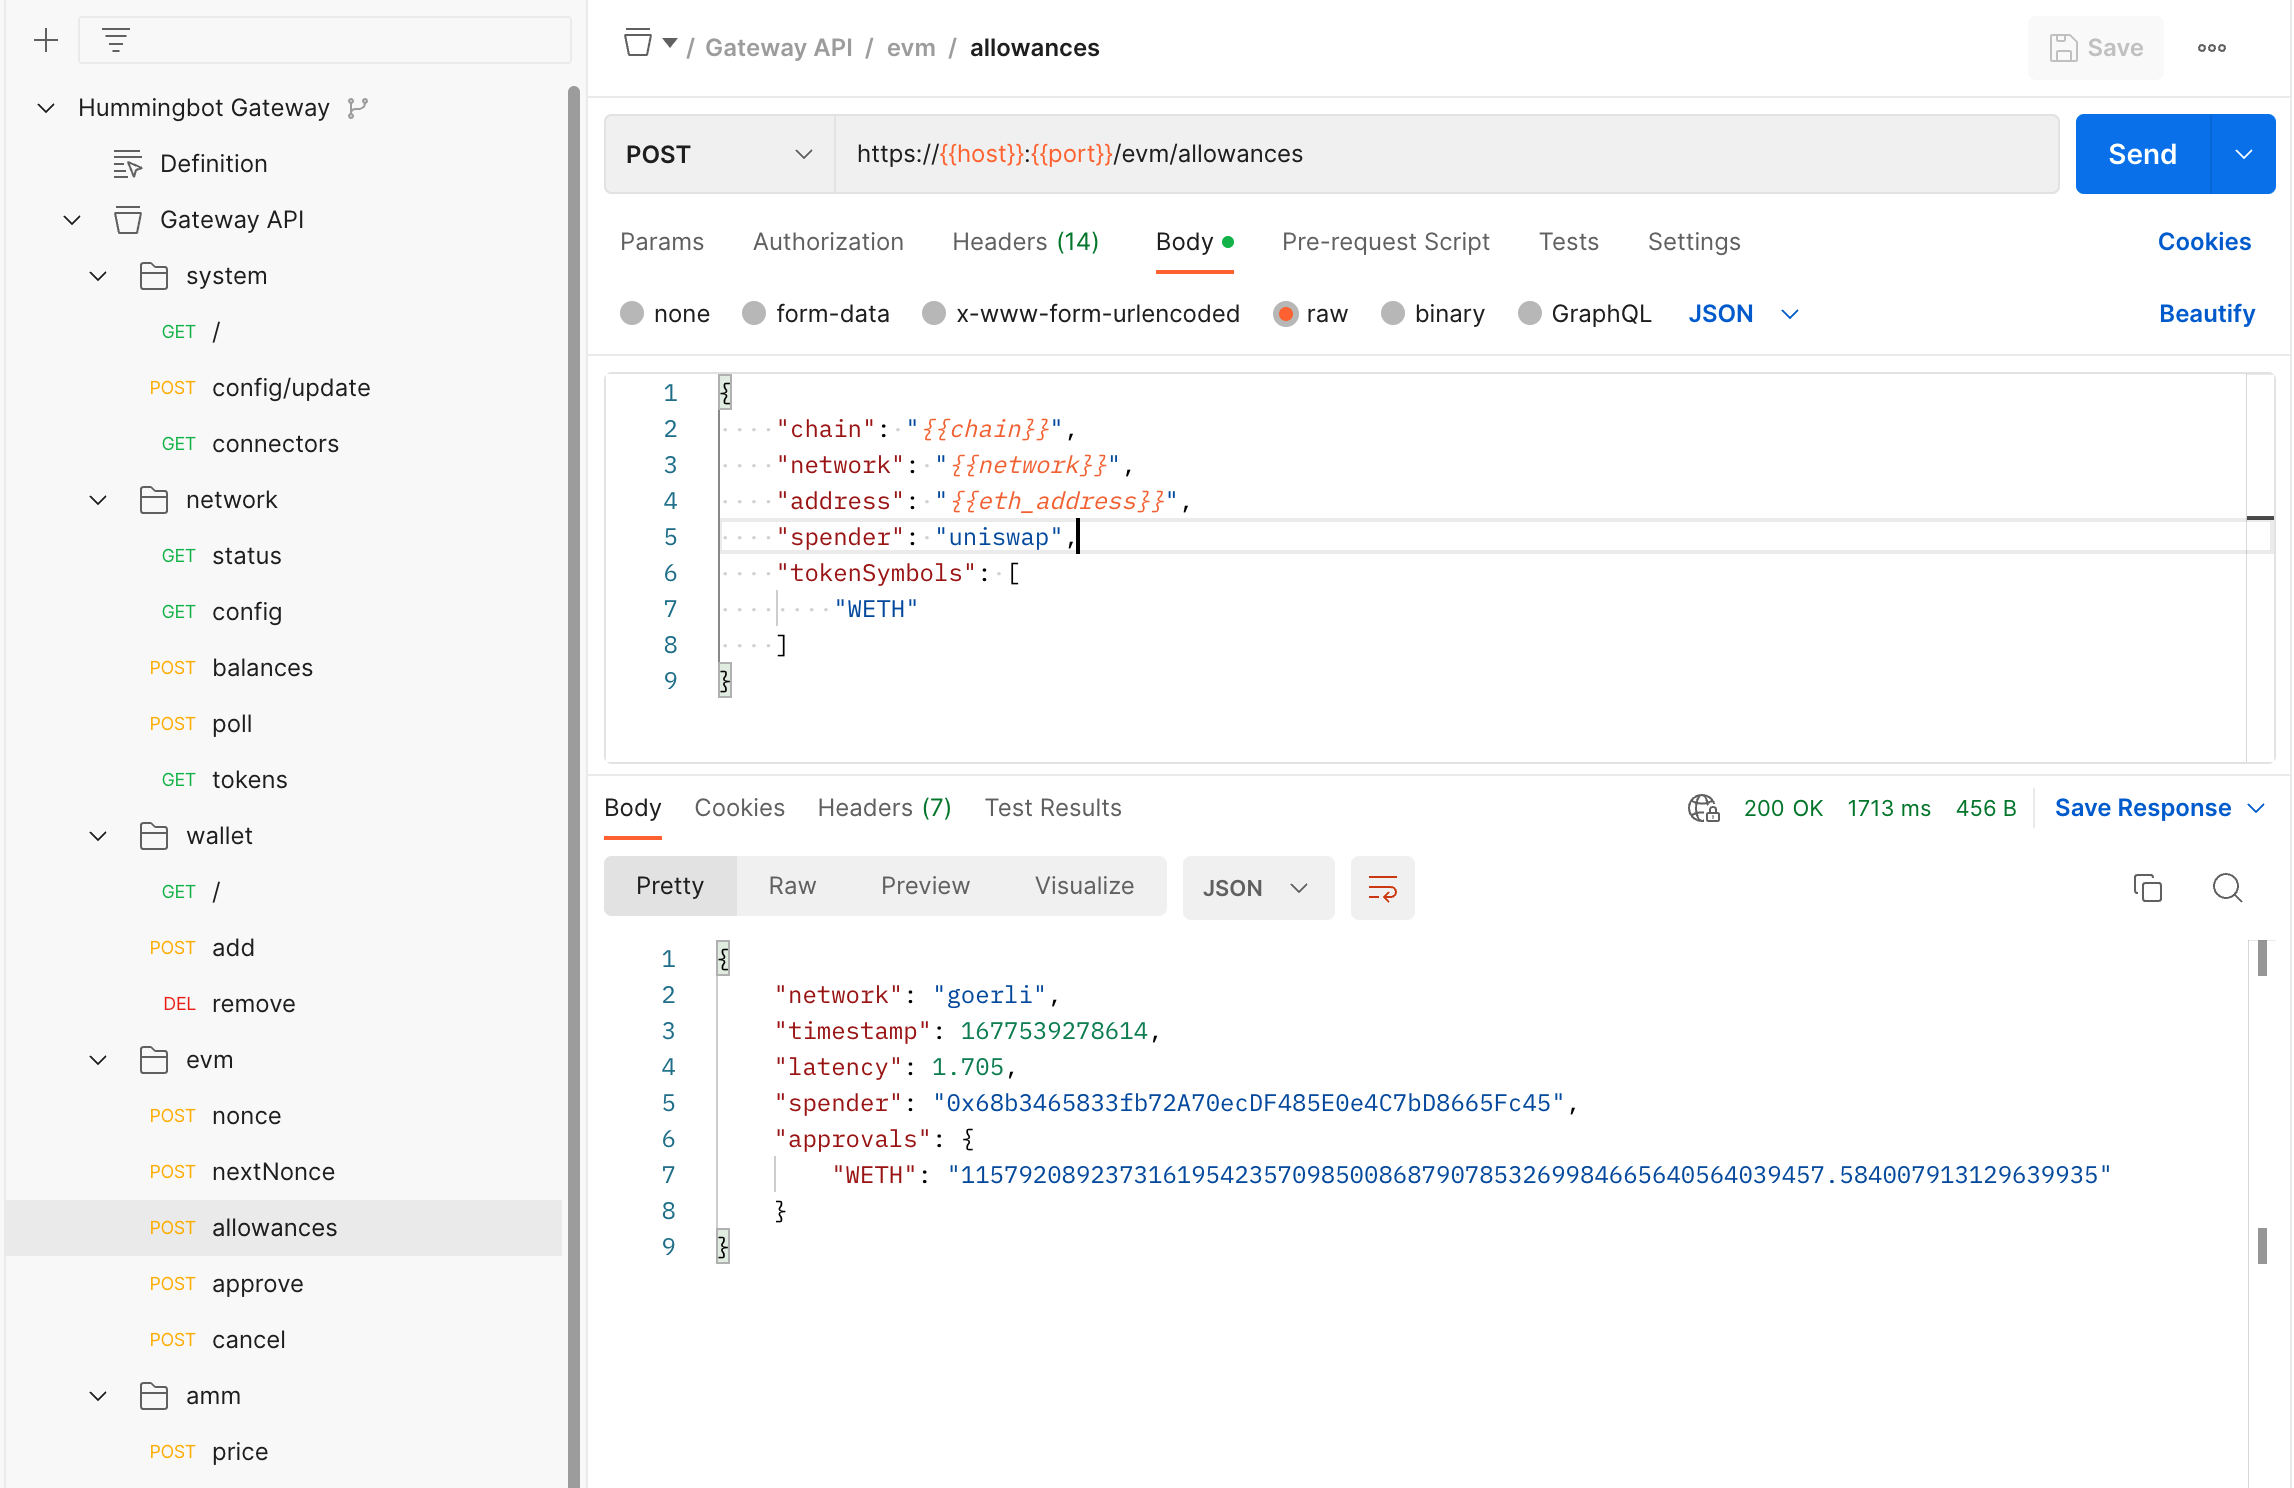 Hummingbot Gateway
Definition
Gateway API
system
GET /
POST config/update
GET connectors
network
GET status
GET config
POST balances
POST poll
GET tokens
wallet
GET /
POST add
DEL remove
evm
POST nonce
POST nextNonce
POST allowances
POST approve
POST cancel
amm
POST price
/ Gateway API / evm / allowances
Save
POST https://{{host}}:{{port}}/evm/allowances Send
Params Authorization Headers (14) Body Pre-request Script Tests Settings Cookies
none form-data x-www-form-urlencoded raw binary GraphQL JSON Beautify
1 {
2 "chain": "{{chain}}",
3 "network": "{{network}}",
4 "address": "{{eth_address}}",
5 "spender": "uniswap",
6 "tokenSymbols": [
7 "WETH"
8 ]
9 }
Body Cookies Headers (7) Test Results 200 OK 1713 ms 456 B Save Response
Pretty Raw Preview Visualize JSON
1 {
2 "network": "goerli",
3 "timestamp": 1677539278614,
4 "latency": 1.705,
5 "spender": "0x68b3465833fb72A70ecDF485E0e4C7bD8665Fc45",
6 "approvals": {
7 "WETH": "115792089237316195423570985008687907853269984665640564039457.584007913129639935"
8 }
9 }